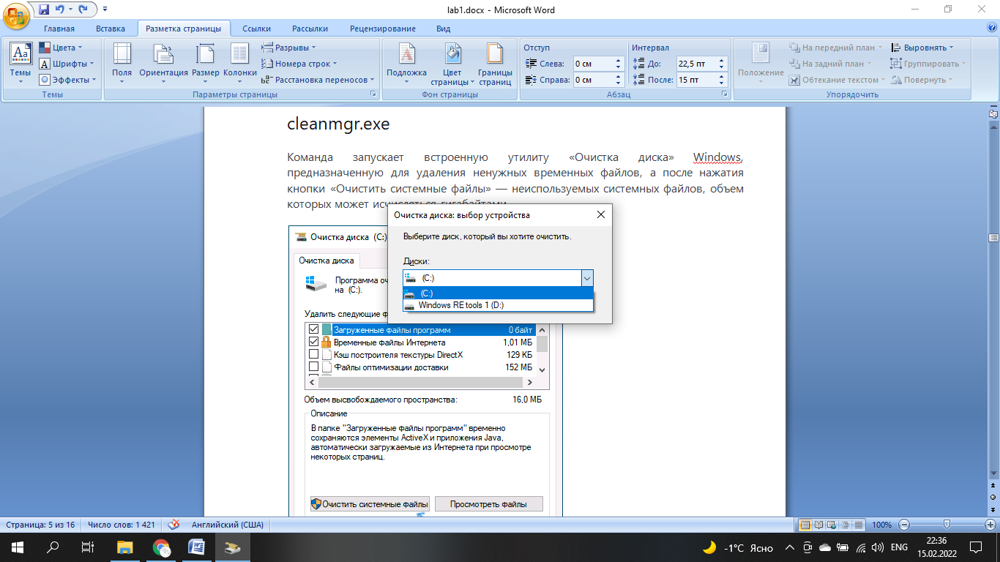 lab1.docx - Microsoft Word
Главная Вставка Разметка страницы Ссылки Рассылки Рецензирование Вид
Цвета
Шрифты
Эффекты
Темы
Темы
Поля Ориентация Размер Колонки
Разрывы
Номера строк
Расстановка переносов
Параметры страницы
Подложка Цвет страницы Границы страниц
Фон страницы
Отступ
Слева: 0 см
Справа: 0 см
Интервал
До: 22,5 пт
После: 15 пт
Абзац
Положение
На передний план
На задний план
Обтекание текстом
Выровнять
Группировать
Повернуть
Упорядочить
cleanmgr.exe
Команда запускает встроенную утилиту «Очистка диска» Windows,
предназначенную для удаления ненужных временных файлов, а после нажатия
кнопки «Очистить системные файлы» — неиспользуемых системных файлов, объем
которых может исчисляться гигабайтами
Очистка диска: выбор устройства
Выберите диск, который вы хотите очистить.
Диски:
(C:)
(C:)
Windows RE tools 1 (D:)
Очистка диска (C:)
Очистка диска
Программа
на (C:).
Удалить следующие
Загруженные файлы программ 0 байт
Временные файлы Интернета 1,01 МБ
Кэш построителя текстуры DirectX 129 КБ
Файлы оптимизации доставки 152 МБ
Объем высвобождаемого пространства: 16,0 МБ
Описание
В папке "Загруженные файлы программ" временно
сохраняются элементы ActiveX и приложения Java,
автоматически загружаемые из Интернета при просмотре
некоторых страниц.
Очистить системные файлы Просмотреть файлы
Страница: 5 из 16 Число слов: 1 421 Английский (США) 100%
-1°C Ясно ENG
22:36
15.02.2022